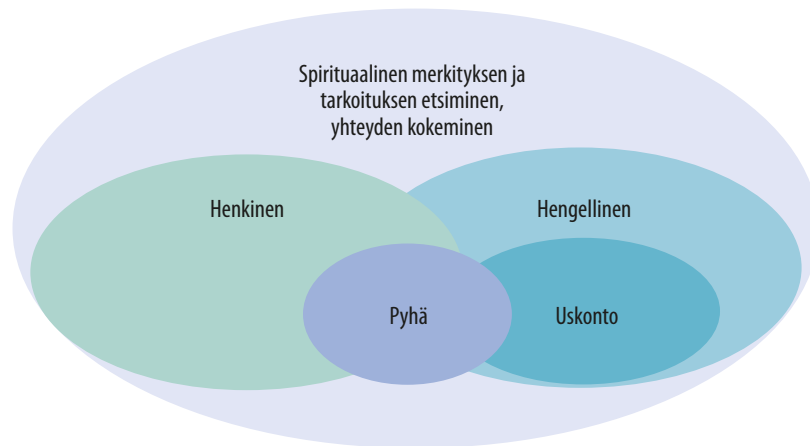 Spirituaalinen merkityksen ja
tarkoituksen etsiminen,
yhteyden kokeminen
Henkinen
Hengellinen
Pyhä
Uskonto